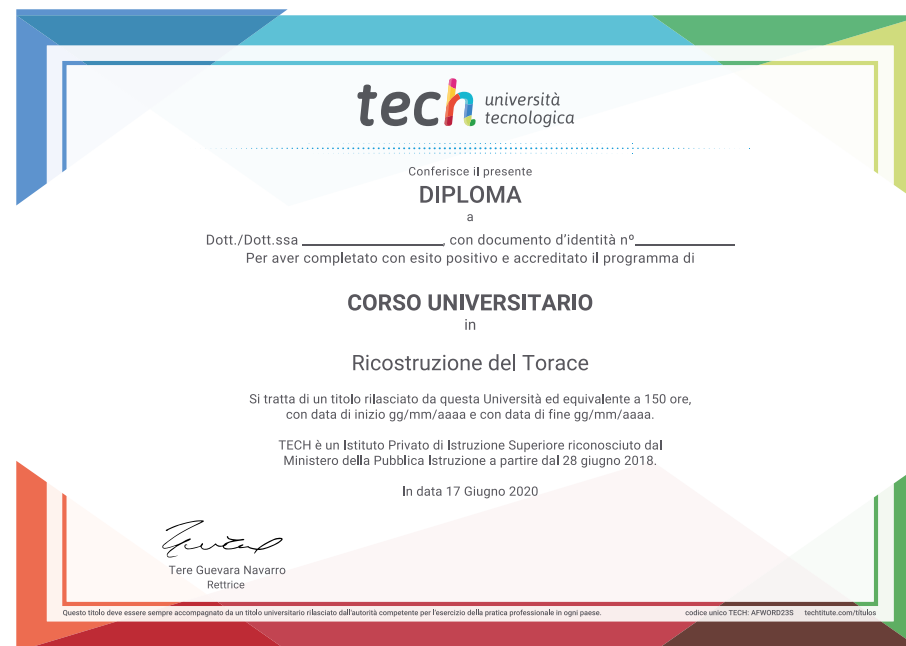 tech università
tecnologica
Conferisce il presente
DIPLOMA
a
Dott./Dott.ssa ____________________, con documento d'identità nº______________
Per aver completato con esito positivo e accreditato il programma di
CORSO UNIVERSITARIO
in
Ricostruzione del Torace
Si tratta di un titolo rilasciato da questa Università ed equivalente a 150 ore,
con data di inizio gg/mm/aaaa e con data di fine gg/mm/aaaa.
TECH è un Istituto Privato di Istruzione Superiore riconosciuto dal
Ministero della Pubblica Istruzione a partire dal 28 giugno 2018.
In data 17 Giugno 2020
Tere Guevara Navarro
Rettrice
Questo titolo deve essere sempre accompagnato da un titolo universitario rilasciato dall'autorità competente per l'esercizio della pratica professionale in ogni paese. codice unico TECH: AFWORD23S techtitute.com/títulos